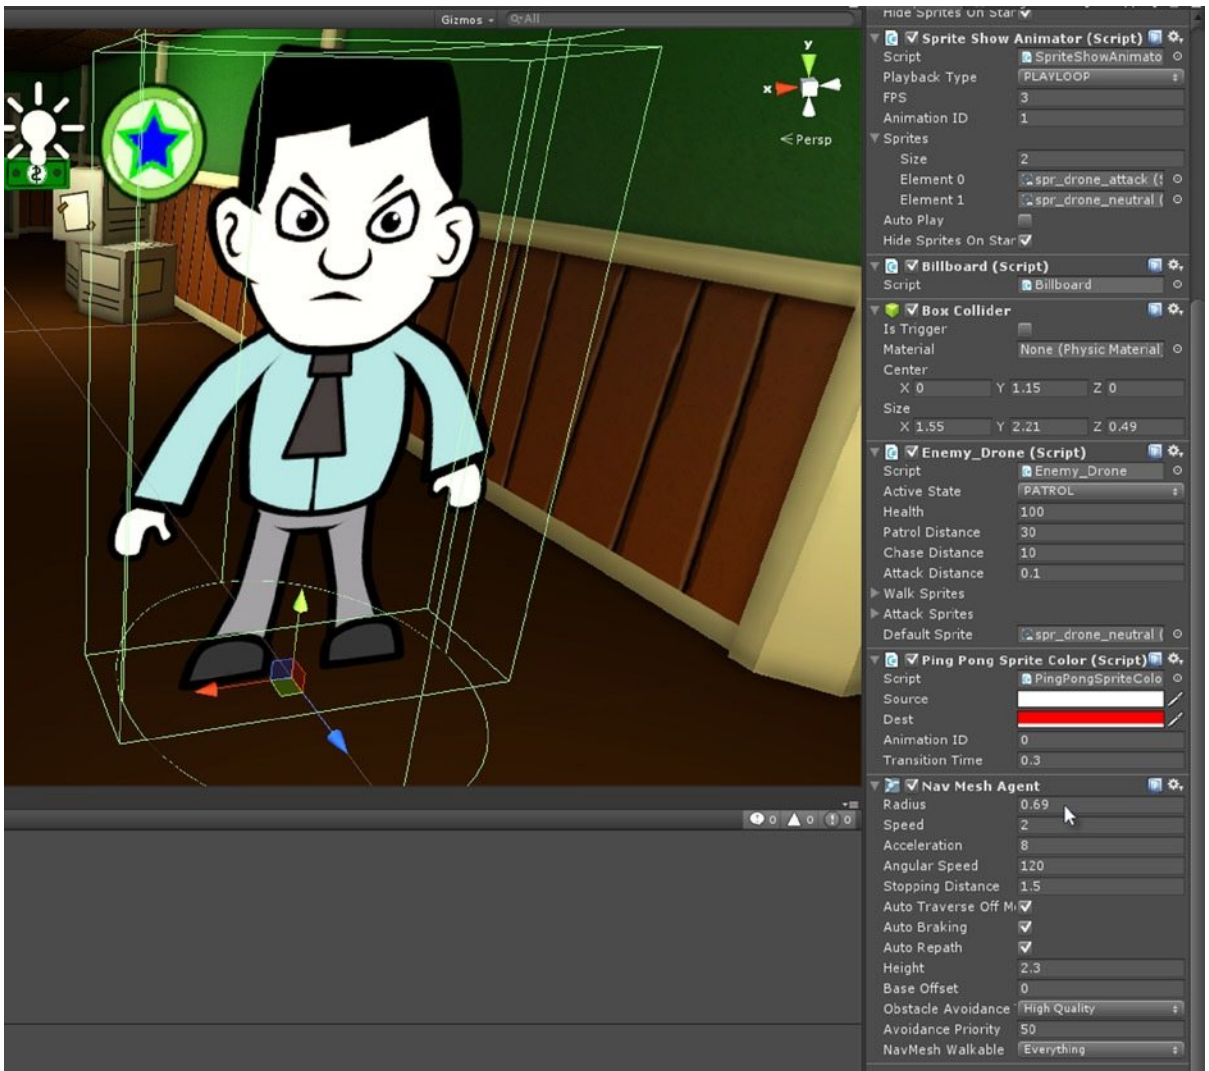 Gizmos
All
y
x
Persp
$
0
0
0
Hide Sprites On Star
Sprite Show Animator (Script)
Script SpriteShowAnimato
Playback Type PLAYLOOP
FPS 3
Animation ID 1
Sprites
Size 2
Element 0 spr_drone_attack (S
Element 1 spr_drone_neutral (
Auto Play
Hide Sprites On Star
Billboard (Script)
Script Billboard
Box Collider
Is Trigger
Material None (Physic Material)
Center
X 0 Y 1.15 Z 0
Size
X 1.55 Y 2.21 Z 0.49
Enemy_Drone (Script)
Script Enemy_Drone
Active State PATROL
Health 100
Patrol Distance 30
Chase Distance 10
Attack Distance 0.1
Walk Sprites
Attack Sprites
Default Sprite spr_drone_neutral (
Ping Pong Sprite Color (Script)
Script PingPongSpriteColo
Source
Dest
Animation ID 0
Transition Time 0.3
Nav Mesh Agent
Radius 0.69
Speed 2
Acceleration 8
Angular Speed 120
Stopping Distance 1.5
Auto Traverse Off M
Auto Braking
Auto Repath
Height 2.3
Base Offset 0
Obstacle Avoidance High Quality
Avoidance Priority 50
NavMesh Walkable Everything